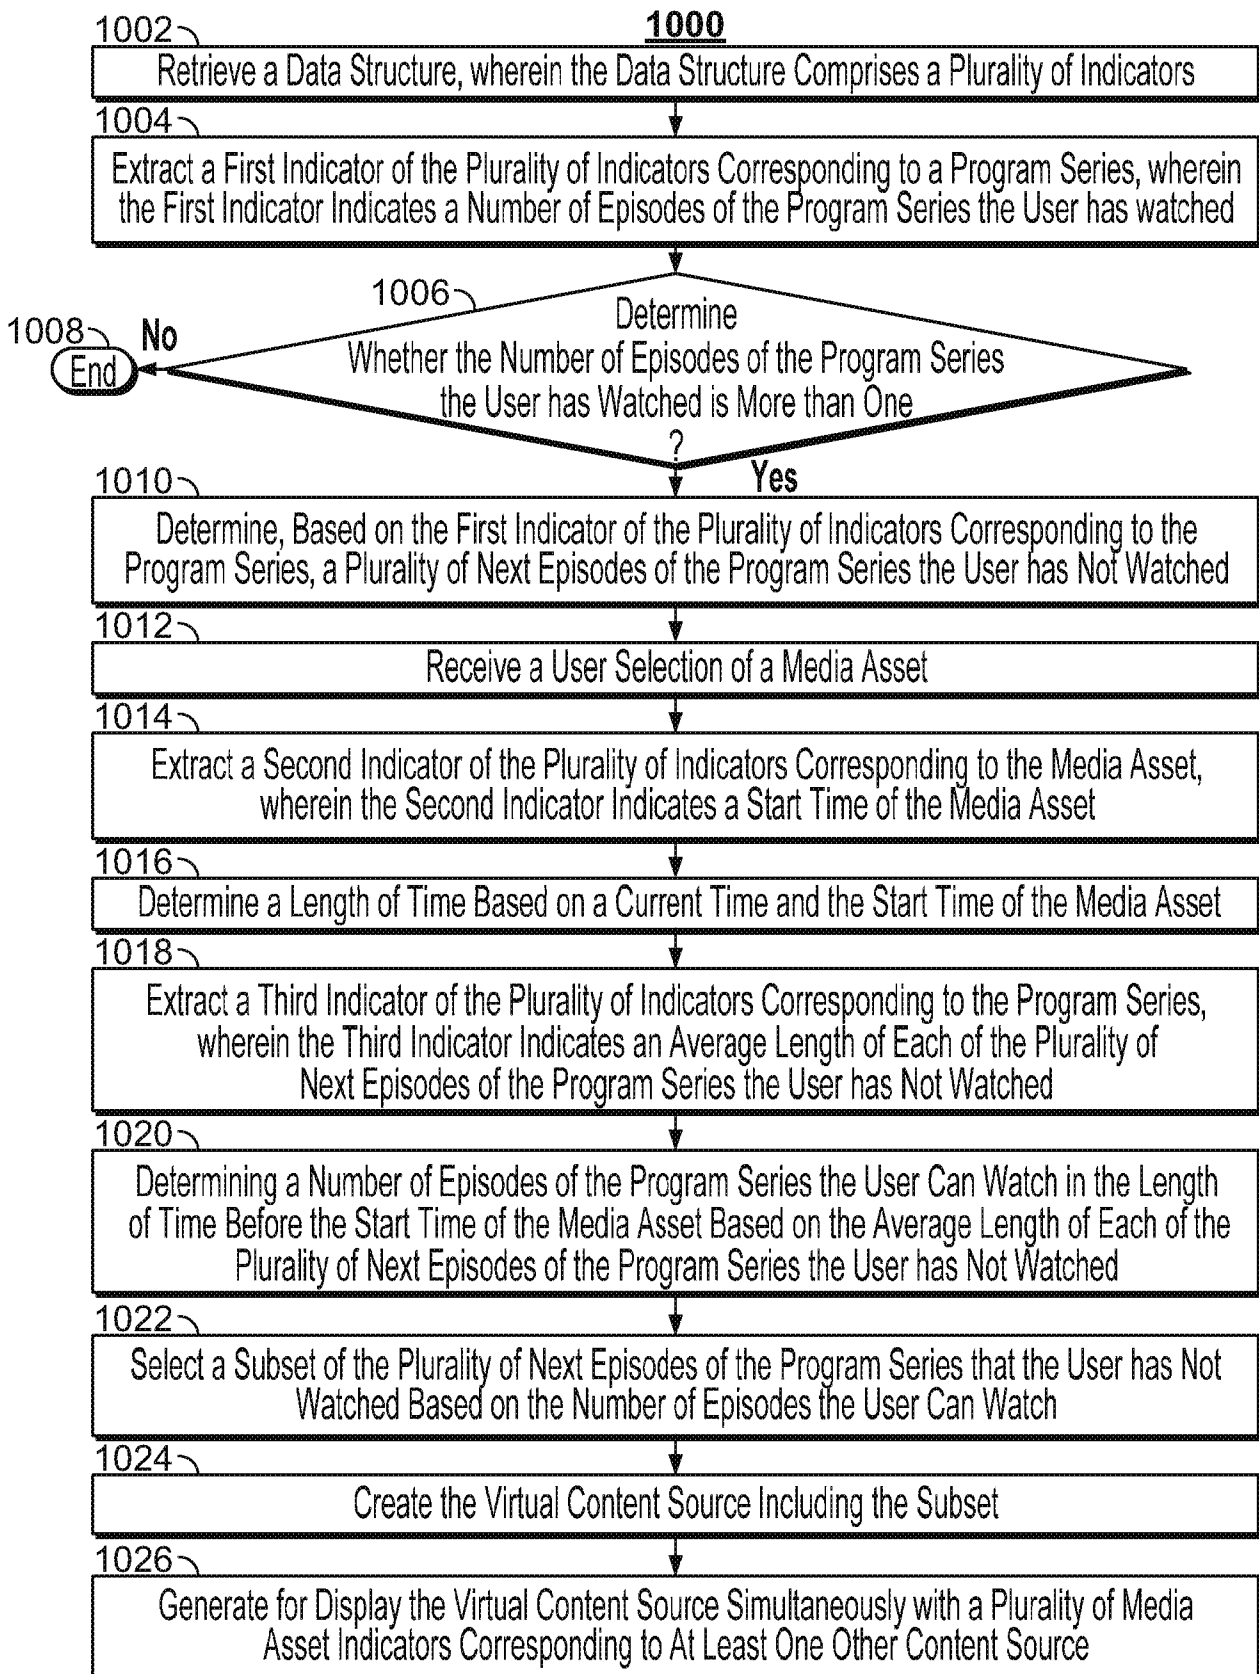 1000
1002
Retrieve a Data Structure, wherein the Data Structure Comprises a Plurality of Indicators
1004
Extract a First Indicator of the Plurality of Indicators Corresponding to a Program Series, wherein
the First Indicator Indicates a Number of Episodes of the Program Series the User has watched
1006
Determine
Whether the Number of Episodes of the Program Series
the User has Watched is More than One
?
1008
No
End
Yes
1010
Determine, Based on the First Indicator of the Plurality of Indicators Corresponding to the
Program Series, a Plurality of Next Episodes of the Program Series the User has Not Watched
1012
Receive a User Selection of a Media Asset
1014
Extract a Second Indicator of the Plurality of Indicators Corresponding to the Media Asset,
wherein the Second Indicator Indicates a Start Time of the Media Asset
1016
Determine a Length of Time Based on a Current Time and the Start Time of the Media Asset
1018
Extract a Third Indicator of the Plurality of Indicators Corresponding to the Program Series,
wherein the Third Indicator Indicates an Average Length of Each of the Plurality of
Next Episodes of the Program Series the User has Not Watched
1020
Determining a Number of Episodes of the Program Series the User Can Watch in the Length
of Time Before the Start Time of the Media Asset Based on the Average Length of Each of the
Plurality of Next Episodes of the Program Series the User has Not Watched
1022
Select a Subset of the Plurality of Next Episodes of the Program Series that the User has Not
Watched Based on the Number of Episodes the User Can Watch
1024
Create the Virtual Content Source Including the Subset
1026
Generate for Display the Virtual Content Source Simultaneously with a Plurality of Media
Asset Indicators Corresponding to At Least One Other Content Source